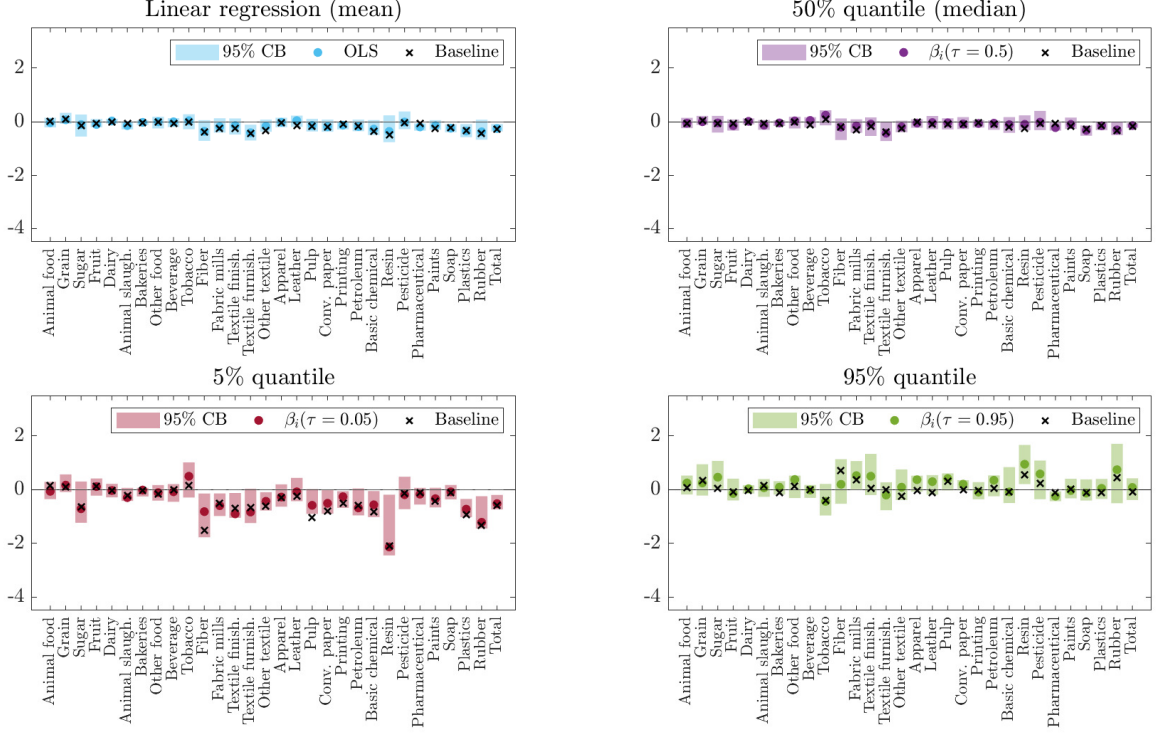 Linear regression (mean)
95% CB OLS Baseline
2
0
-2
-4
Animal food
Grain
Sugar
Fruit
Dairy
Animal slaugh.
Bakeries
Other food
Beverage
Tobacco
Fiber
Fabric mills
Textile finish.
Textile furnish.
Other textile
Apparel
Leather
Pulp
Conv. paper
Printing
Petroleum
Basic chemical
Resin
Pesticide
Pharmaceutical
Paints
Soap
Plastics
Rubber
Total
50% quantile (median)
95% CB βi(τ = 0.5) Baseline
2
0
-2
-4
Animal food
Grain
Sugar
Fruit
Dairy
Animal slaugh.
Bakeries
Other food
Beverage
Tobacco
Fiber
Fabric mills
Textile finish.
Textile furnish.
Other textile
Apparel
Leather
Pulp
Conv. paper
Printing
Petroleum
Basic chemical
Resin
Pesticide
Pharmaceutical
Paints
Soap
Plastics
Rubber
Total
5% quantile
95% CB βi(τ = 0.05) Baseline
2
0
-2
-4
Animal food
Grain
Sugar
Fruit
Dairy
Animal slaugh.
Bakeries
Other food
Beverage
Tobacco
Fiber
Fabric mills
Textile finish.
Textile furnish.
Other textile
Apparel
Leather
Pulp
Conv. paper
Printing
Petroleum
Basic chemical
Resin
Pesticide
Pharmaceutical
Paints
Soap
Plastics
Rubber
Total
95% quantile
95% CB βi(τ = 0.95) Baseline
2
0
-2
-4
Animal food
Grain
Sugar
Fruit
Dairy
Animal slaugh.
Bakeries
Other food
Beverage
Tobacco
Fiber
Fabric mills
Textile finish.
Textile furnish.
Other textile
Apparel
Leather
Pulp
Conv. paper
Printing
Petroleum
Basic chemical
Resin
Pesticide
Pharmaceutical
Paints
Soap
Plastics
Rubber
Total